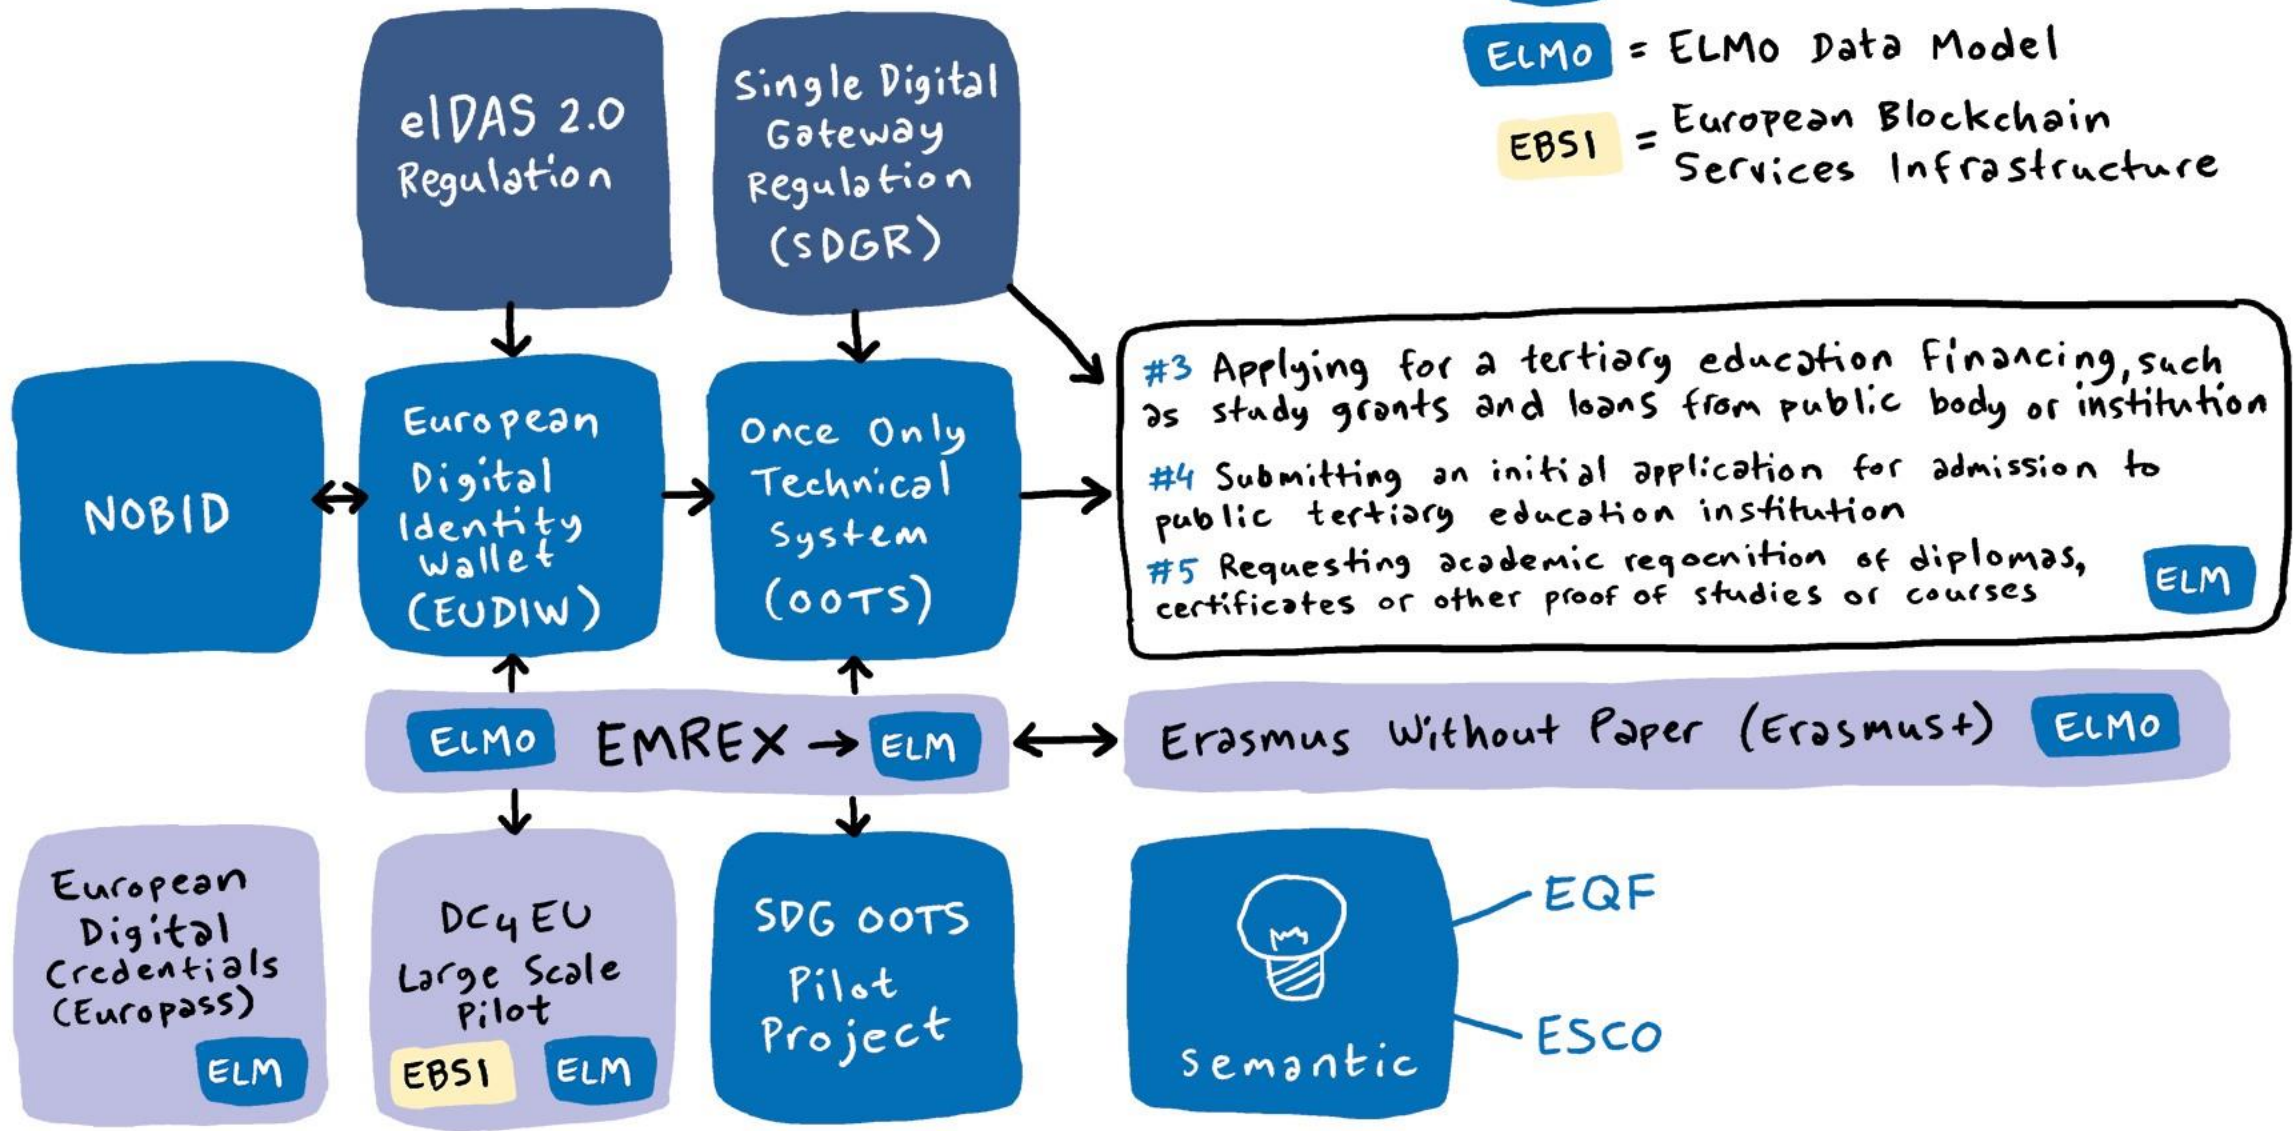 eIDAS 2.0
Regulation
Single Digital
Gateway
Regulation
(SDGR)
ELMO = ELMO Data Model
EBSI = European Blockchain
Services Infrastructure
NOBID
European
Digital
Identity
Wallet
(EUDIW)
Once Only
Technical
System
(OOTS)
#3 Applying for a tertiary education financing, such
as study grants and loans from public body or institution
#4 Submitting an initial application for admission to
public tertiary education institution
#5 Requesting academic regocnition of diplomas,
certificates or other proof of studies or courses
ELM
ELMO EMREX → ELM
Erasmus Without Paper (Erasmus+) ELMO
European
Digital
Credentials
(Europass)
ELM
DC4EU
Large Scale
Pilot
EBSI ELM
SDG OOTS
Pilot
Project
semantic
EQF
ESCO